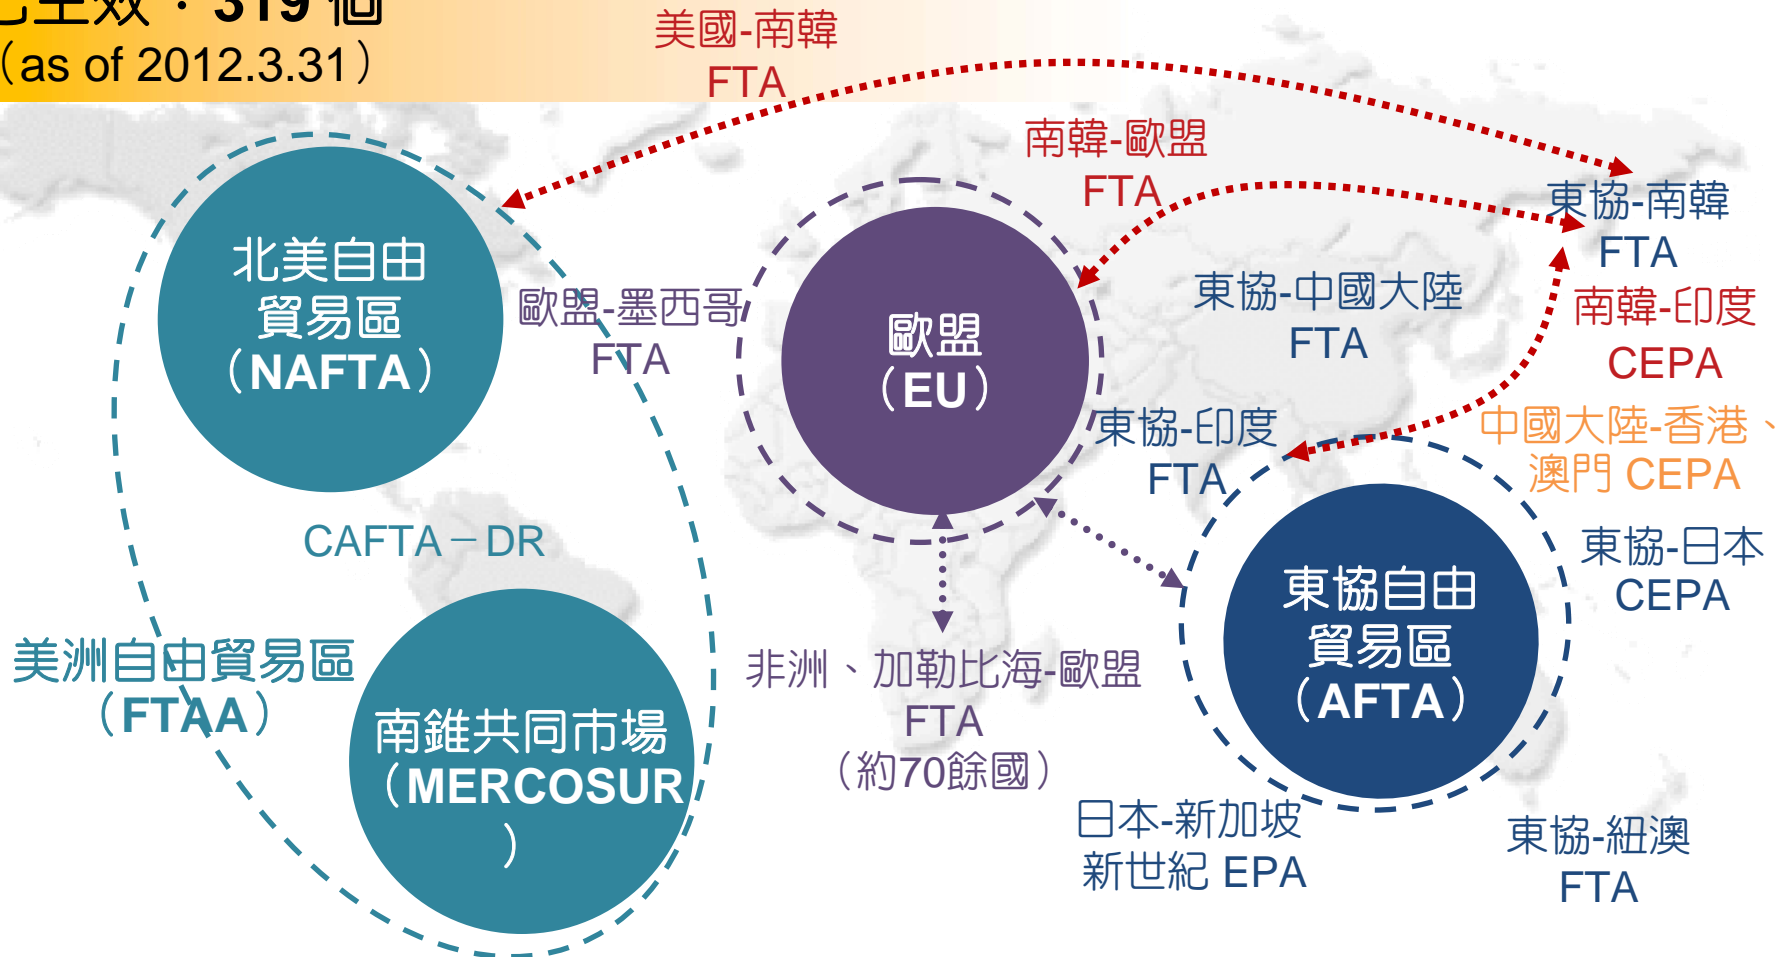 已生效：319 個
（as of 2012.3.31）
美國-南韓
FTA
南韓-歐盟
FTA
東協-南韓
FTA
北美自由
貿易區
（NAFTA）
歐盟-墨西哥
FTA
歐盟
（EU）
東協-中國大陸
FTA
南韓-印度
CEPA
東協-印度
FTA
中國大陸-香港、
澳門 CEPA
CAFTA－DR
東協-日本
CEPA
東協自由
貿易區
（AFTA）
美洲自由貿易區
（FTAA）
非洲、加勒比海-歐盟
FTA
（約70餘國）
南錐共同市場
（MERCOSUR
）
日本-新加坡
新世紀 EPA
東協-紐澳
FTA